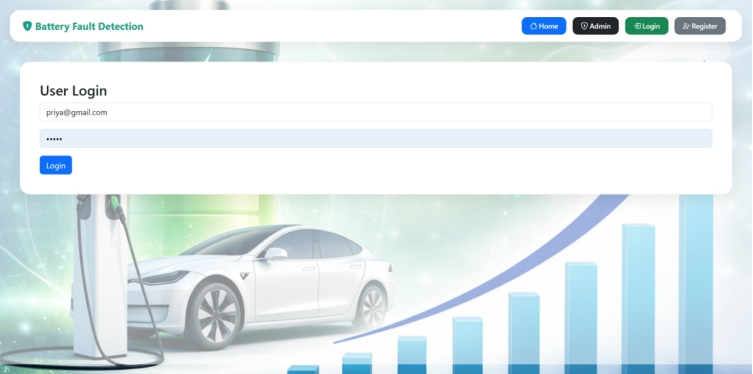 Battery Fault Detection
Home Admin Login Register
User Login
priya@gmail.com
•••••
Login